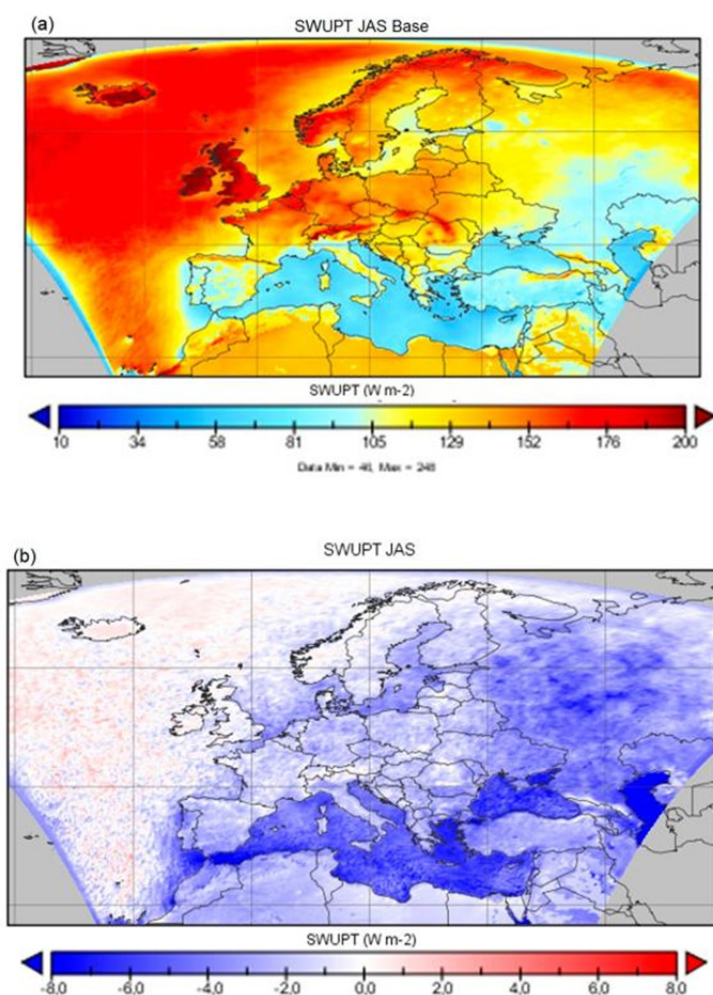 (a)
SWUPT JAS Base
SWUPT (W m-2)
10 34 58 81 105 129 152 176 200
Data Min = 46, Max = 248
(b)
SWUPT JAS
SWUPT (W m-2)
-8.0 -6.0 -4.0 -2.0 0.0 2.0 4.0 6.0 8.0